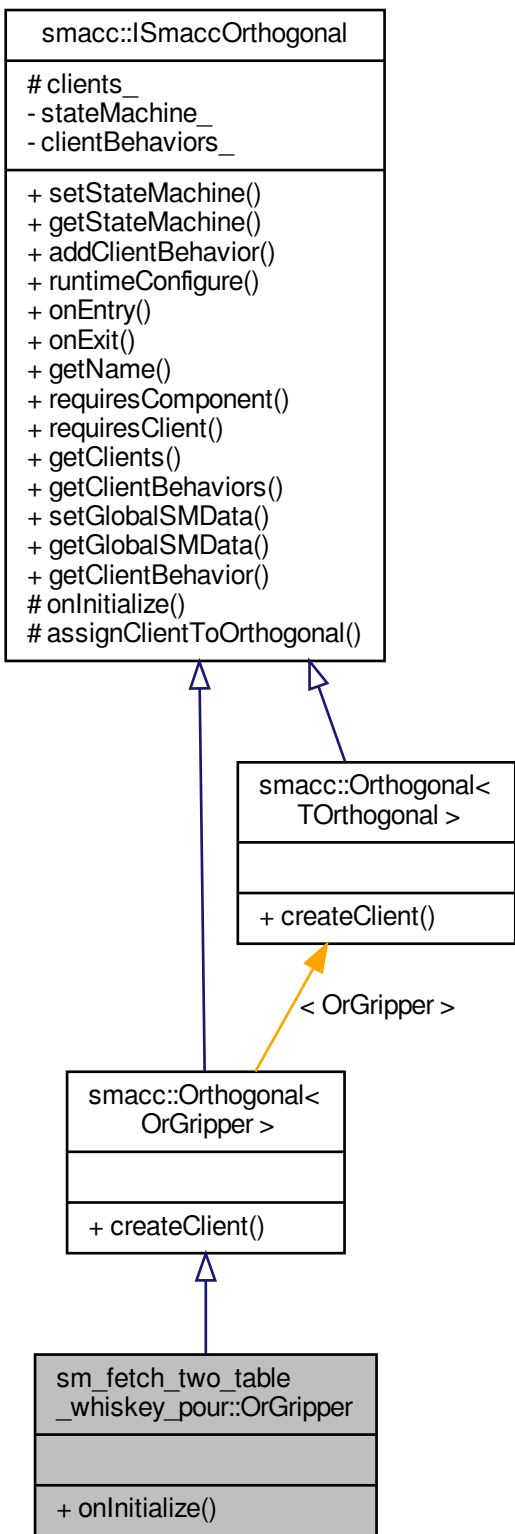 smacc::ISmaccOrthogonal
# clients_
- stateMachine_
- clientBehaviors_
+ setStateMachine()
+ getStateMachine()
+ addClientBehavior()
+ runtimeConfigure()
+ onEntry()
+ onExit()
+ getName()
+ requiresComponent()
+ requiresClient()
+ getClients()
+ getClientBehaviors()
+ setGlobalSMData()
+ getGlobalSMData()
+ getClientBehavior()
# onInitialize()
# assignClientToOrthogonal()
smacc::Orthogonal<
TOrthogonal >
+ createClient()
< OrGripper >
smacc::Orthogonal<
OrGripper >
+ createClient()
sm_fetch_two_table
_whiskey_pour::OrGripper
+ onInitialize()